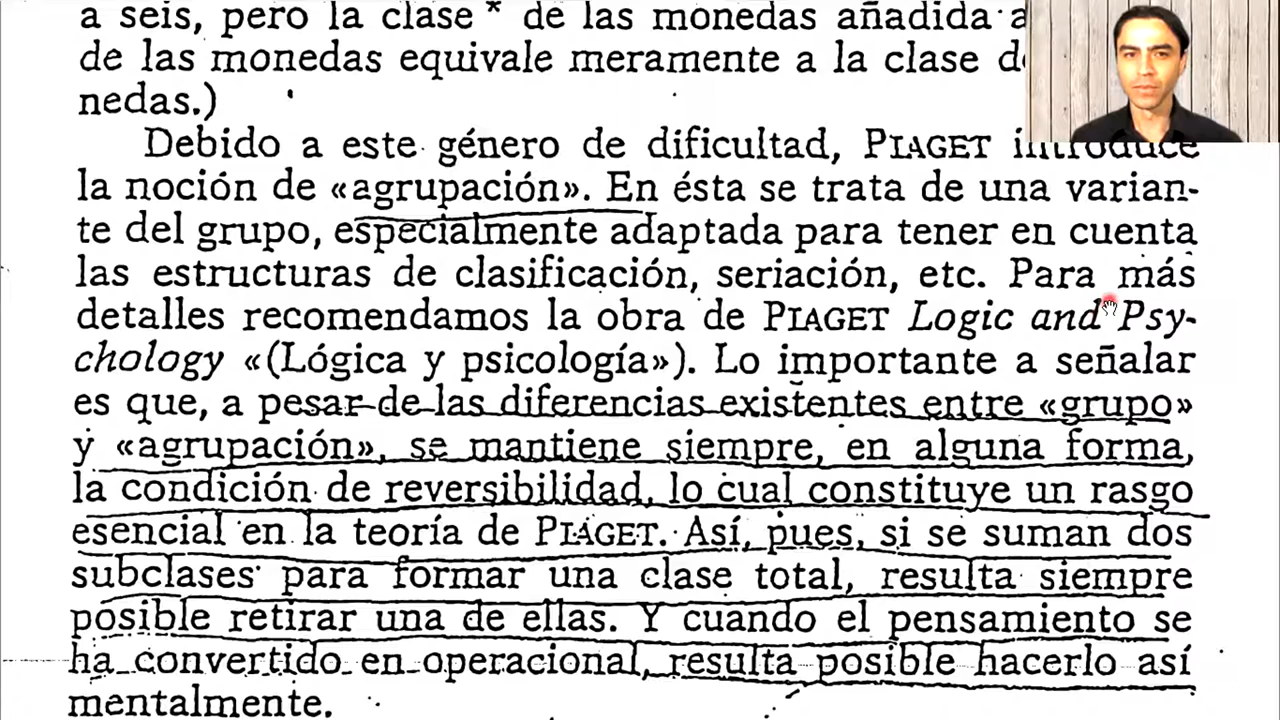 a seis, pero la clase * de las monedas añadida a
de las monedas equivale meramente a la clase d
nedas.)
Debido a este género de dificultad, PIAGET introduce
la noción de «agrupación». En ésta se trata de una varian-
te del grupo, especialmente adaptada para tener en cuenta
las estructuras de clasificación, seriación, etc. Para más
detalles recomendamos la obra de PIAGET Logic and Psy-
chology «(Lógica y psicología»). Lo importante a señalar
es que, a pesar de las diferencias existentes entre «grupo»
y «agrupación», se mantiene siempre, en alguna forma,
la condición de reversibilidad, lo cual constituye un rasgo
esencial en la teoría de PIAGET. Así, pues, si se suman dos
subclases para formar una clase total, resulta siempre
posible retirar una de ellas. Y cuando el pensamiento se
ha convertido en operacional, resulta posible hacerlo así
mentalmente.